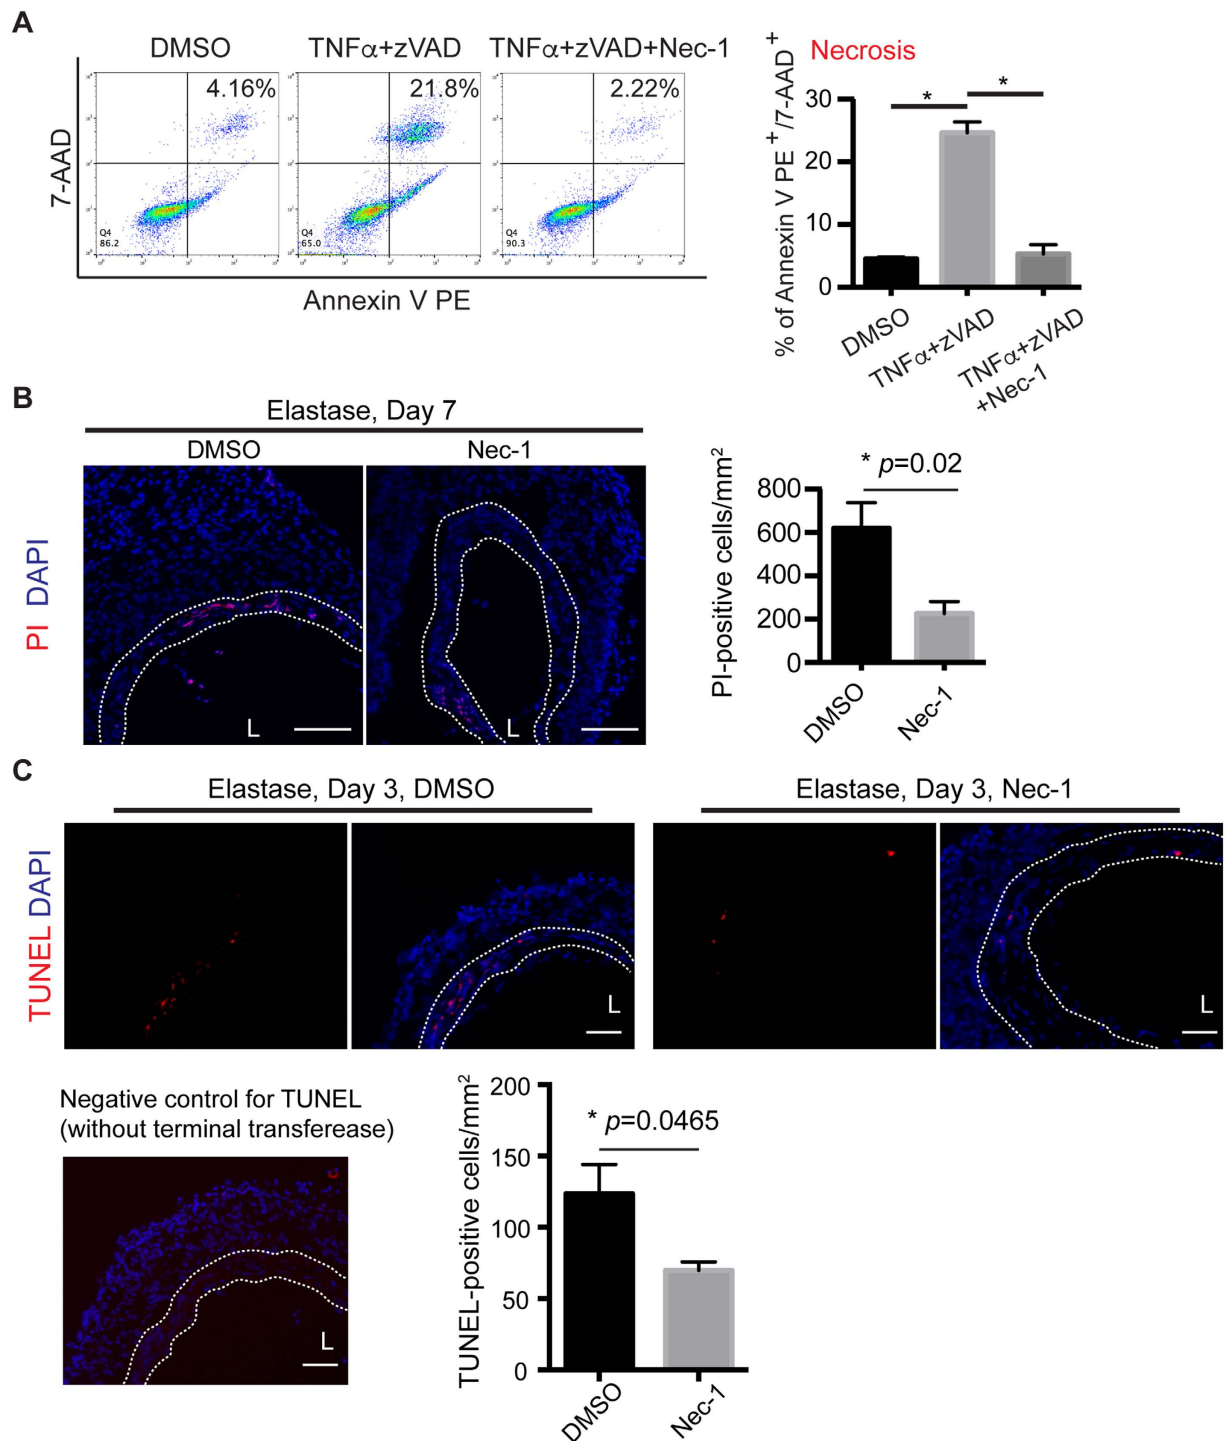 A
DMSO
TNFα+zVAD
TNFα+zVAD+Nec-1
4.16%
21.8%
2.22%
Q4
86.2
Q4
65.0
Q4
90.3
7-AAD
Annexin V PE
Necrosis
% of Annexin V PE+/7-AAD+
*
*
30
20
10
0
DMSO
TNFα+zVAD
TNFα+zVAD
+Nec-1
B
Elastase, Day 7
DMSO
Nec-1
PI DAPI
L
L
PI-positive cells/mm²
* p=0.02
800
600
400
200
0
DMSO
Nec-1
C
Elastase, Day 3, DMSO
Elastase, Day 3, Nec-1
TUNEL DAPI
L
L
Negative control for TUNEL
(without terminal transferease)
L
TUNEL-positive cells/mm²
* p=0.0465
200
150
100
50
0
DMSO
Nec-1